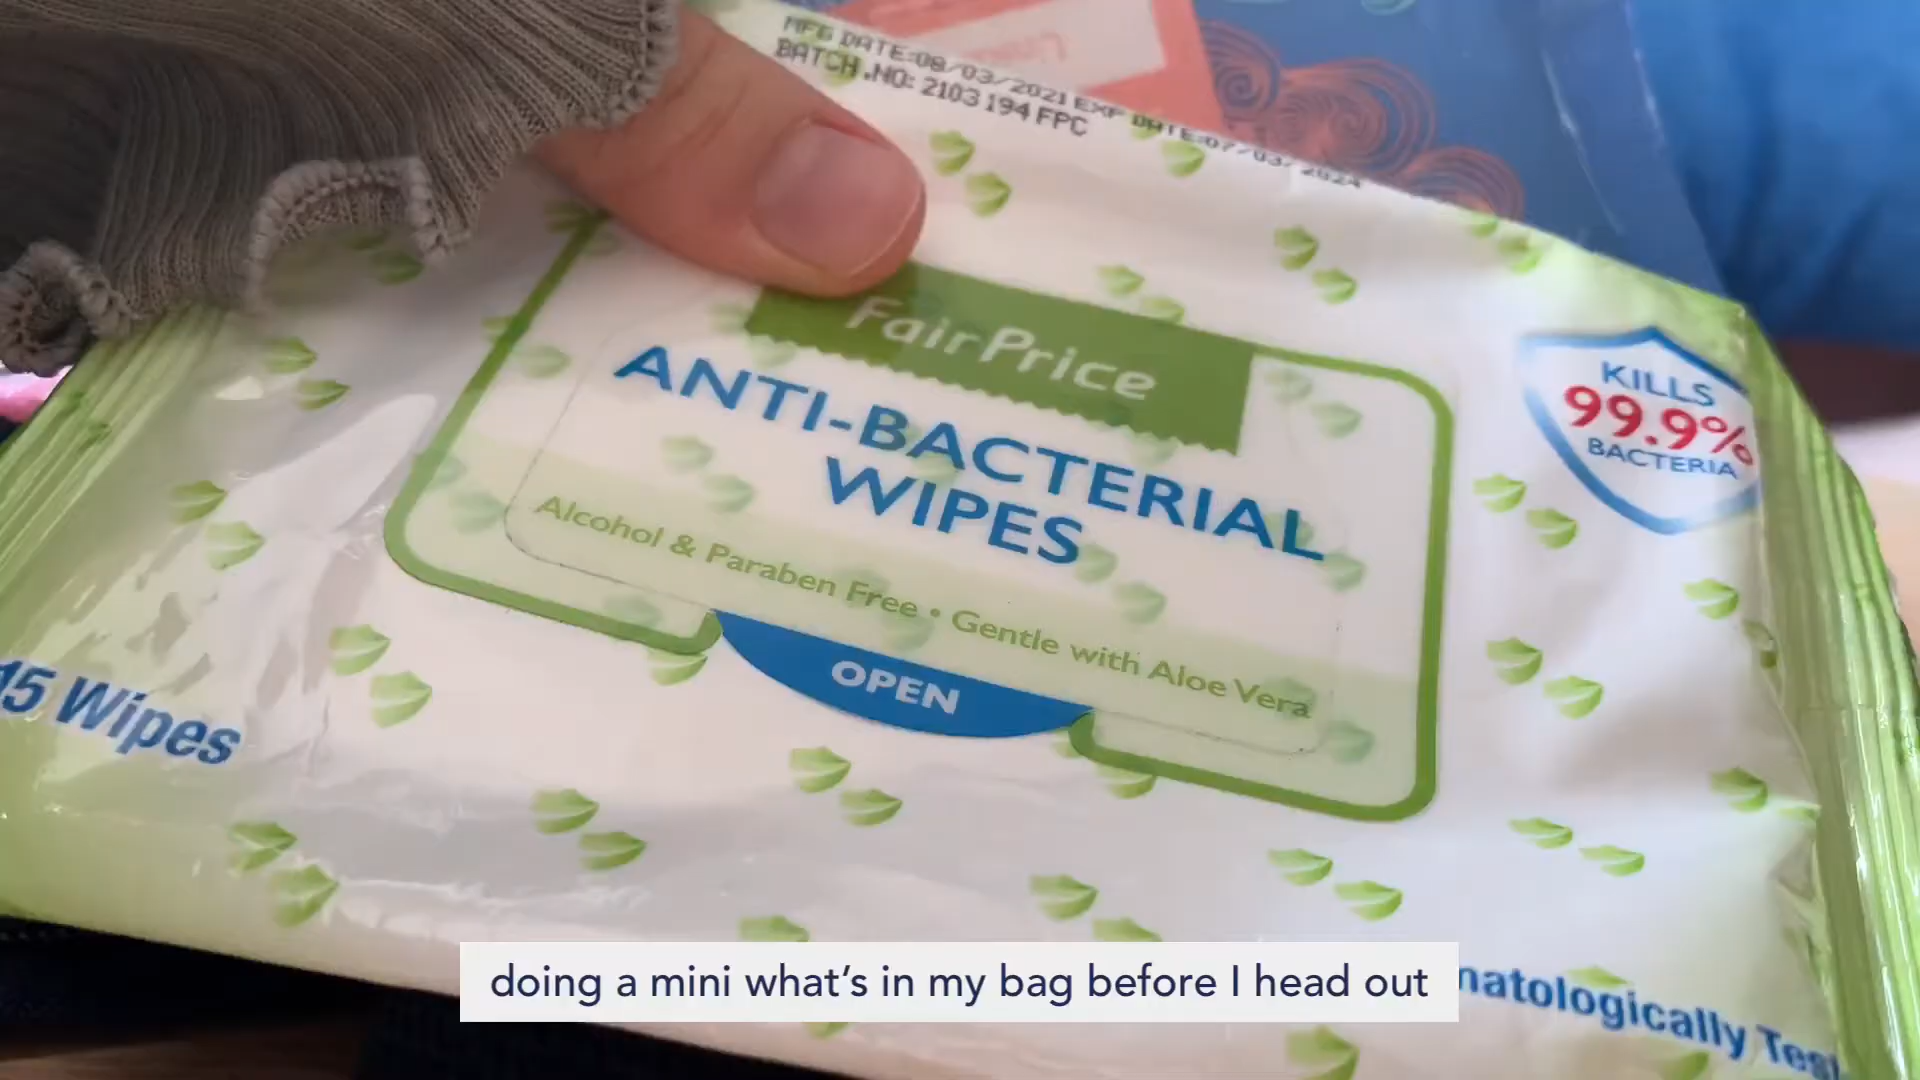 MFG DATE:08/03/2021 EXP DATE:07/03/2024
BATCH.NO: 2103194 FPC
FairPrice
ANTI-BACTERIAL
WIPES
Alcohol & Paraben Free • Gentle with Aloe Vera
OPEN
KILLS
99.9%
BACTERIA
15 Wipes
doing a mini what's in my bag before I head out